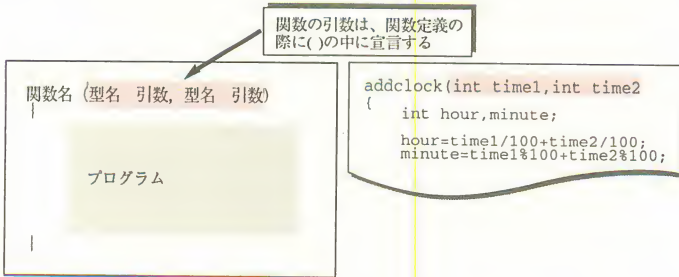 関数の引数は、関数定義の
際に( )の中に宣言する
関数名 (型名 引数, 型名 引数)
{
プログラム
}
addclock(int time1,int time2
{
int hour,minute;
hour=time1/100+time2/100;
minute=time1%100+time2%100;